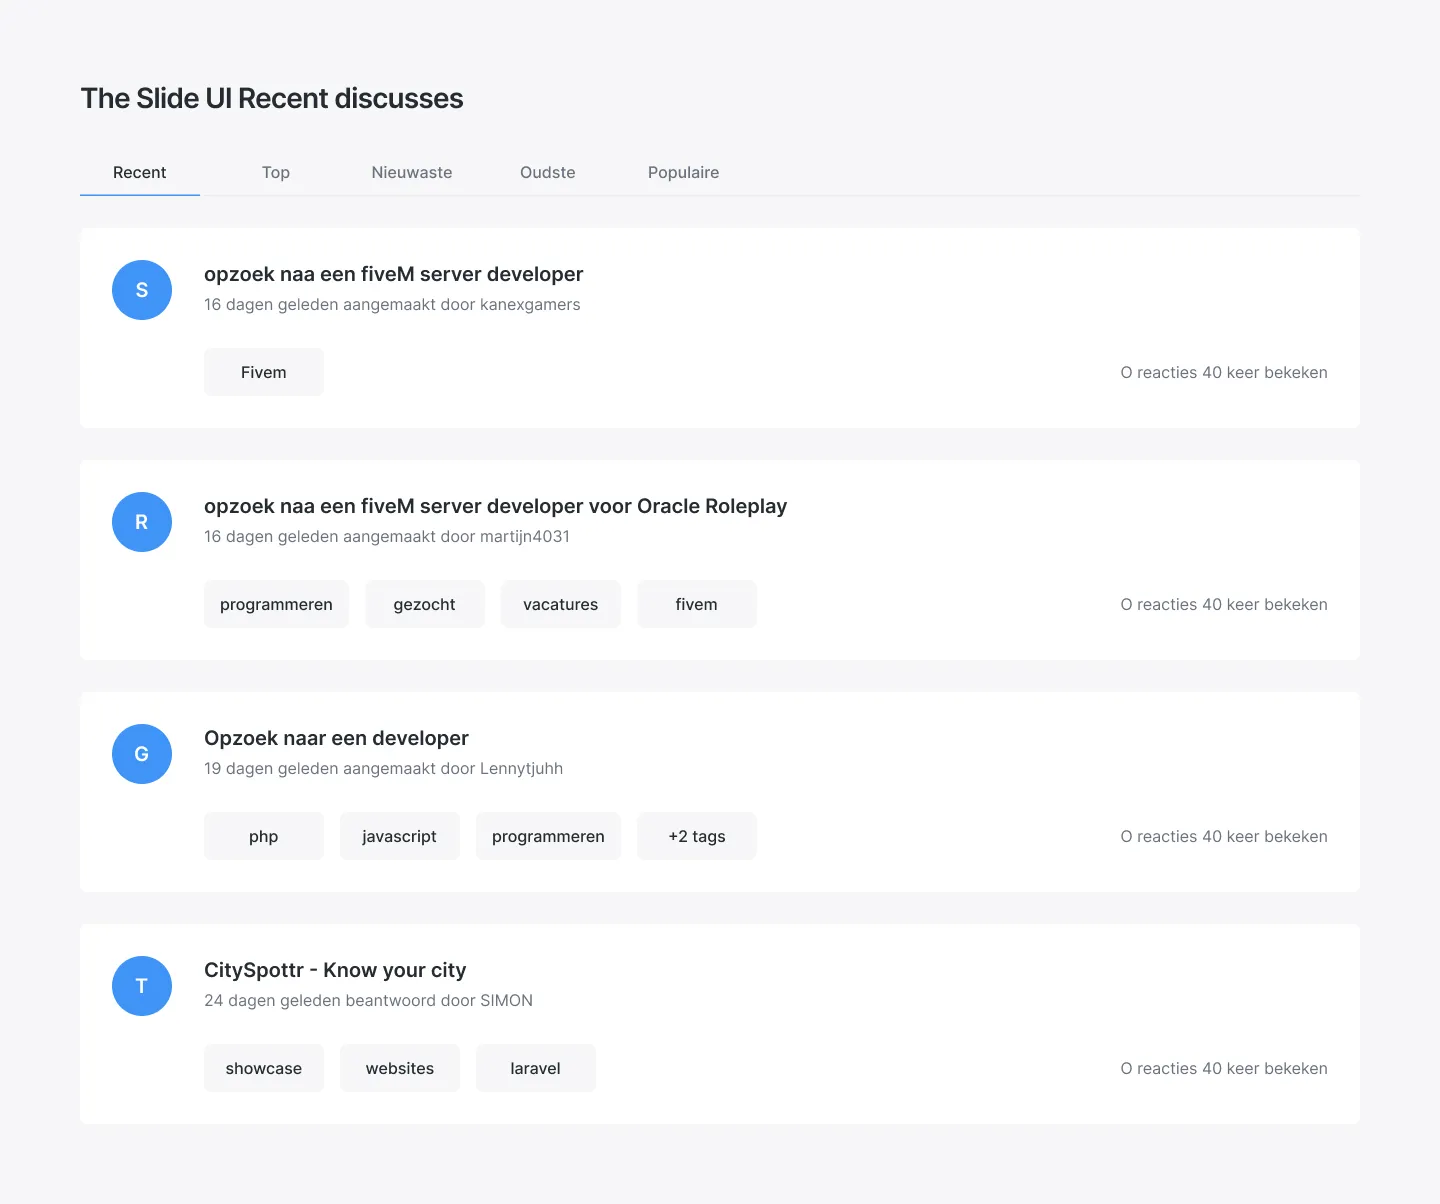 The Slide UI Recent discusses
Recent Top Nieuwaste Oudste Populaire
S
opzoek naa een fiveM server developer
16 dagen geleden aangemaakt door kanexgamers
Fivem
O reacties 40 keer bekeken
R
opzoek naa een fiveM server developer voor Oracle Roleplay
16 dagen geleden aangemaakt door martijn4031
programmeren gezocht vacatures fivem
O reacties 40 keer bekeken
G
Opzoek naar een developer
19 dagen geleden aangemaakt door Lennytjuhh
php javascript programmeren +2 tags
O reacties 40 keer bekeken
T
CitySpottr - Know your city
24 dagen geleden beantwoord door SIMON
showcase websites laravel
O reacties 40 keer bekeken